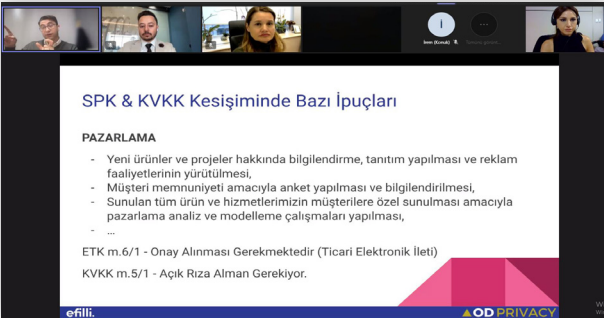 İrem (Konuk)
SPK & KVKK Kesişiminde Bazı İpuçları
PAZARLAMA
- Yeni ürünler ve projeler hakkında bilgilendirme, tanıtım yapılması ve reklam
faaliyetlerinin yürütülmesi,
- Müşteri memnuniyeti amacıyla anket yapılması ve bilgilendirilmesi,
- Sunulan tüm ürün ve hizmetlerimizin müşterilere özel sunulması amacıyla
pazarlama analiz ve modelleme çalışmaları yapılması,
- ...
ETK m.6/1 - Onay Alınması Gerekmektedir (Ticari Elektronik İleti)
KVKK m.5/1 - Açık Rıza Alman Gerekiyor.
efilli.
OD PRIVACY